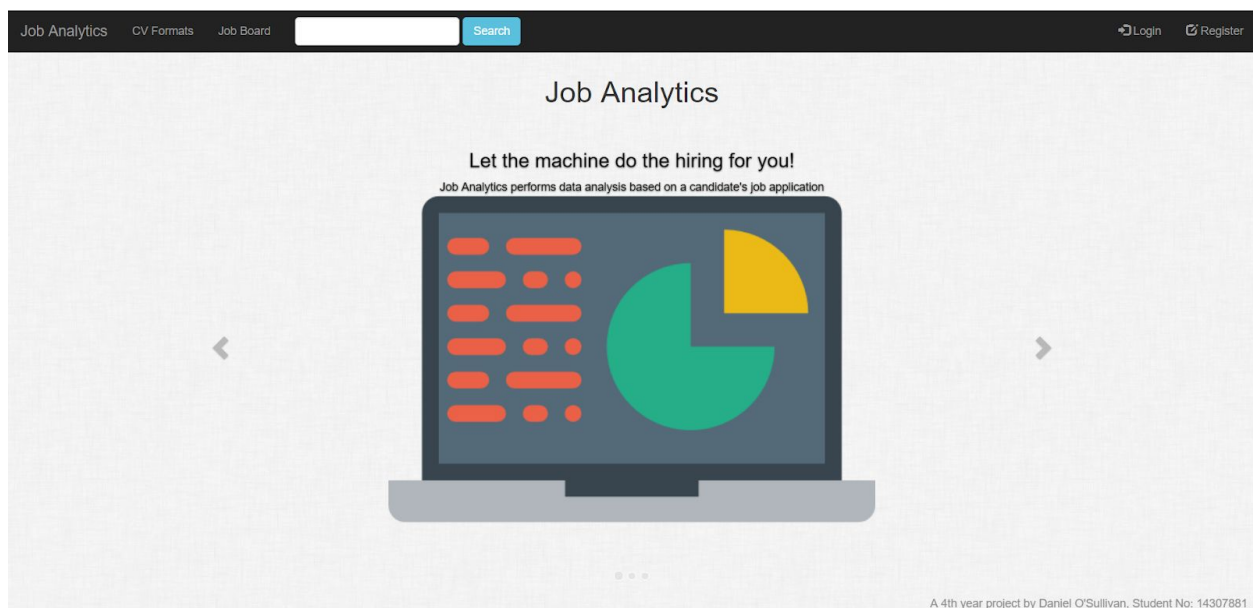 Job Analytics CV Formats Job Board Search Login Register
Job Analytics
Let the machine do the hiring for you!
Job Analytics performs data analysis based on a candidate's job application
A 4th year project by Daniel O'Sullivan. Student No: 14307881